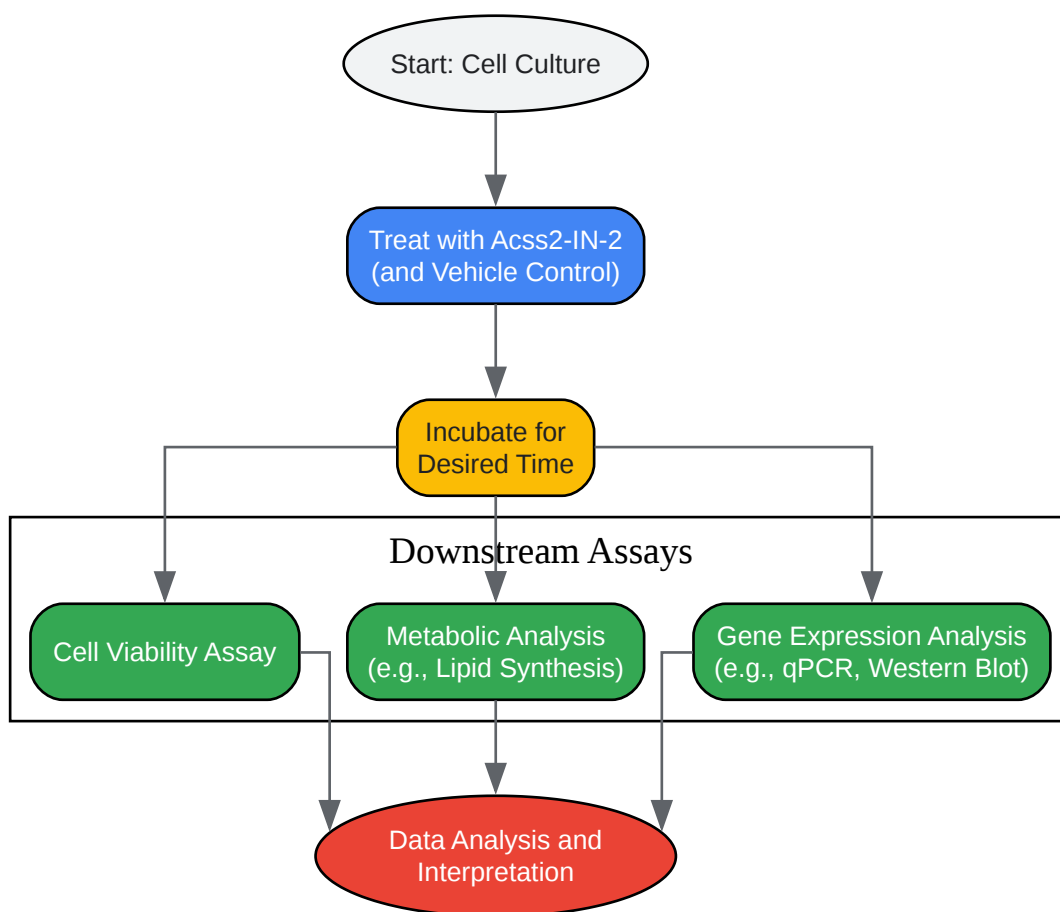 Start: Cell Culture
Treat with Acss2-IN-2
(and Vehicle Control)
Incubate for
Desired Time
Downstream Assays
Cell Viability Assay
Metabolic Analysis
(e.g., Lipid Synthesis)
Gene Expression Analysis
(e.g., qPCR, Western Blot)
Data Analysis and
Interpretation